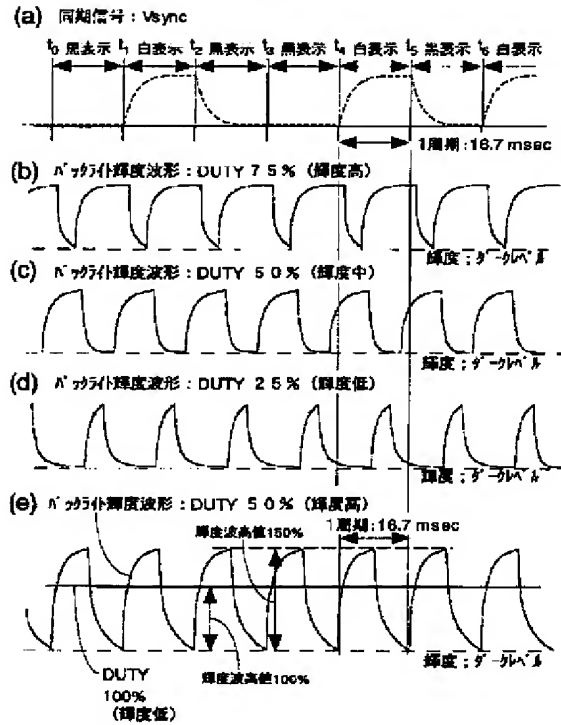 (a) 同期信号:Vsync
t₀ 黒表示 t₁ 白表示 t₂ 黒表示 t₃ 黒表示 t₄ 白表示 t₅ 黒表示 t₆ 白表示
1周期:16.7 msec
(b) バックライト輝度波形:DUTY 75%(輝度高)
輝度;ダークレベル
(c) バックライト輝度波形:DUTY 50%(輝度中)
輝度;ダークレベル
(d) バックライト輝度波形:DUTY 25%(輝度低)
輝度;ダークレベル
(e) バックライト輝度波形:DUTY 50%(輝度高)
輝度波高値150%
1周期:16.7 msec
輝度;ダークレベル
輝度波高値100%
DUTY
100%
(輝度低)